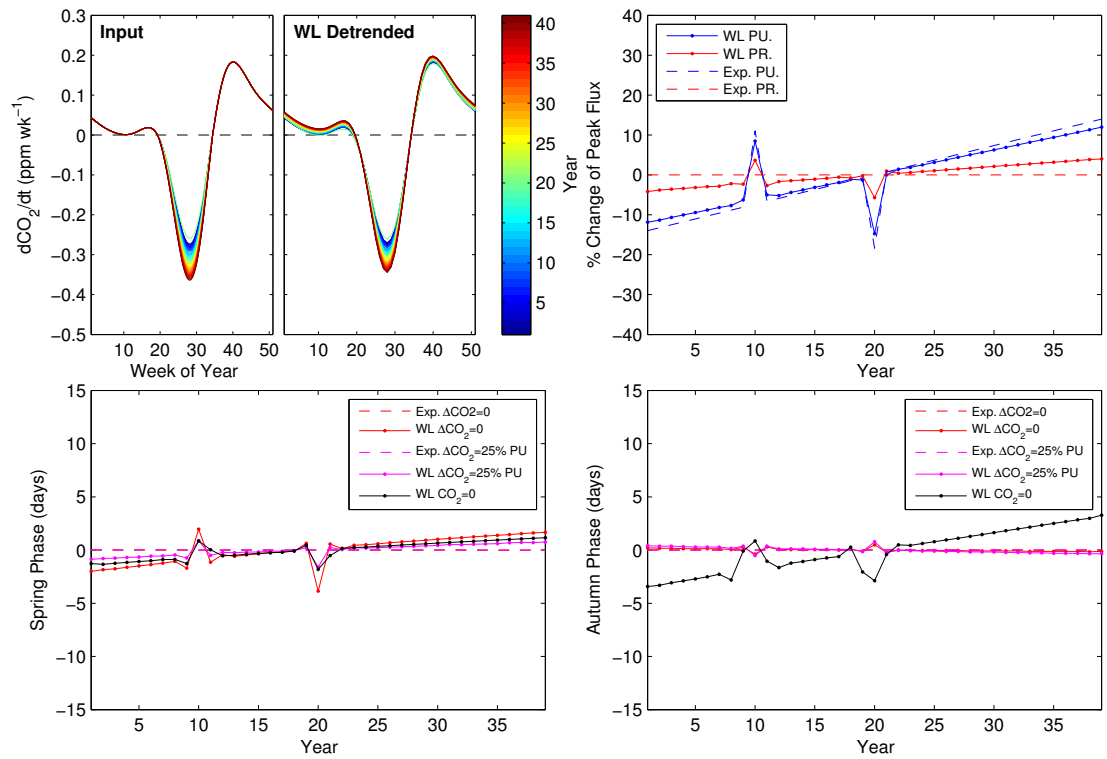 Input
WL Detrended
0.3
0.2
0.1
0
−0.1
−0.2
−0.3
−0.4
−0.5
dCO2/dt (ppm wk−1)
10 20 30 40 50
10 20 30 40 50
Week of Year
40
35
30
25
20
15
10
5
Year
WL PU.
WL PR.
Exp. PU.
Exp. PR.
40
30
20
10
0
−10
−20
−30
−40
% Change of Peak Flux
5 10 15 20 25 30 35
Year
Exp. ΔCO2=0
WL ΔCO2=0
Exp. ΔCO2=25% PU
WL ΔCO2=25% PU
WL CO2=0
15
10
5
0
−5
−10
−15
Spring Phase (days)
5 10 15 20 25 30 35
Year
Exp. ΔCO2=0
WL ΔCO2=0
Exp. ΔCO2=25% PU
WL ΔCO2=25% PU
WL CO2=0
15
10
5
0
−5
−10
−15
Autumn Phase (days)
5 10 15 20 25 30 35
Year